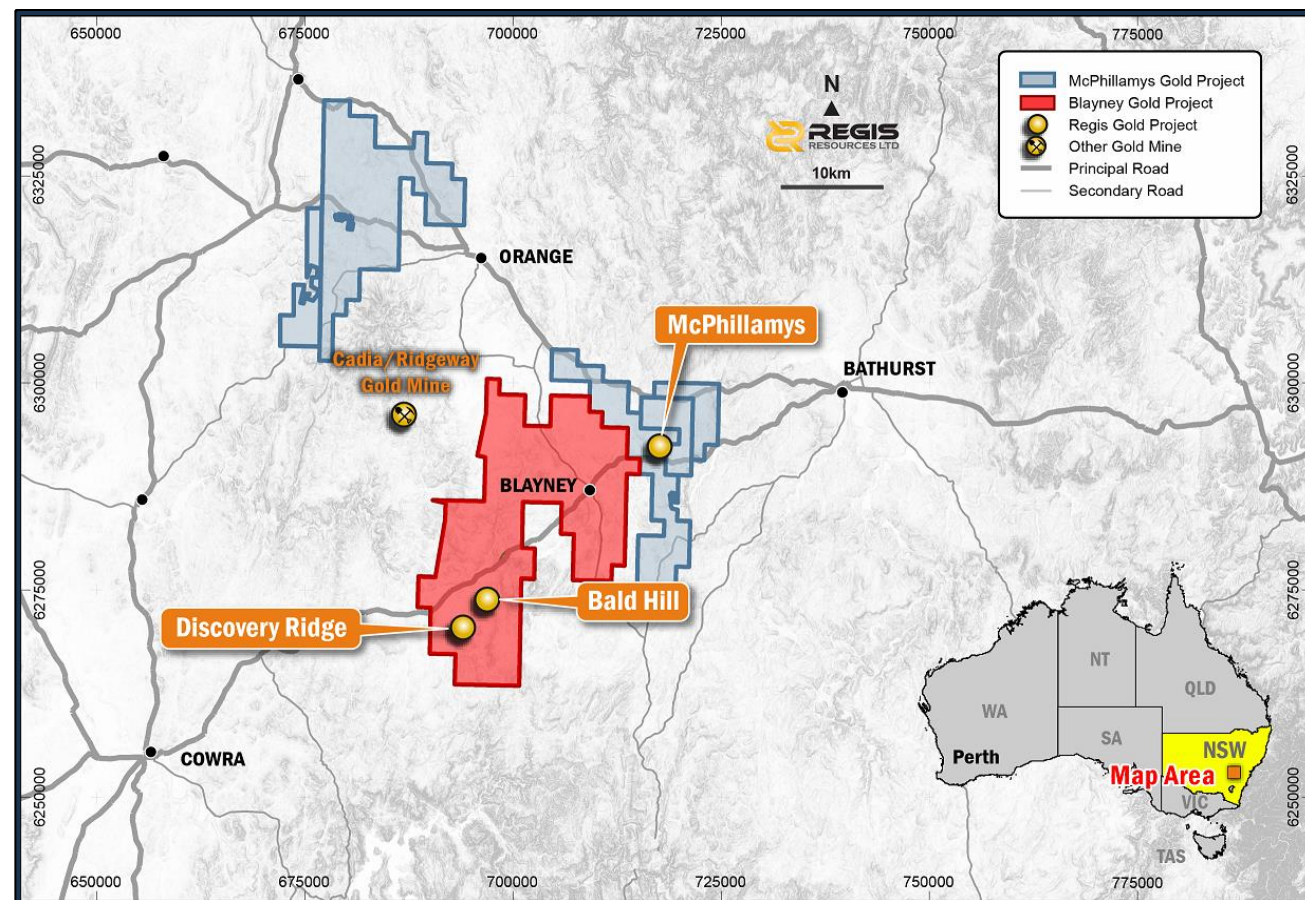 650000
675000
700000
725000
750000
775000
McPhillamys Gold Project
Blayney Gold Project
Regis Gold Project
Other Gold Mine
Principal Road
Secondary Road
N
REGIS
RESOURCES LTD
10km
6325000
6325000
ORANGE
McPhillamys
Cadia/Ridgeway
Gold Mine
BATHURST
6300000
6300000
BLAYNEY
Bald Hill
Discovery Ridge
6275000
6275000
NT
QLD
WA
SA
NSW
Perth
Map Area
VIC
TAS
COWRA
6250000
6250000
650000
675000
700000
725000
750000
775000